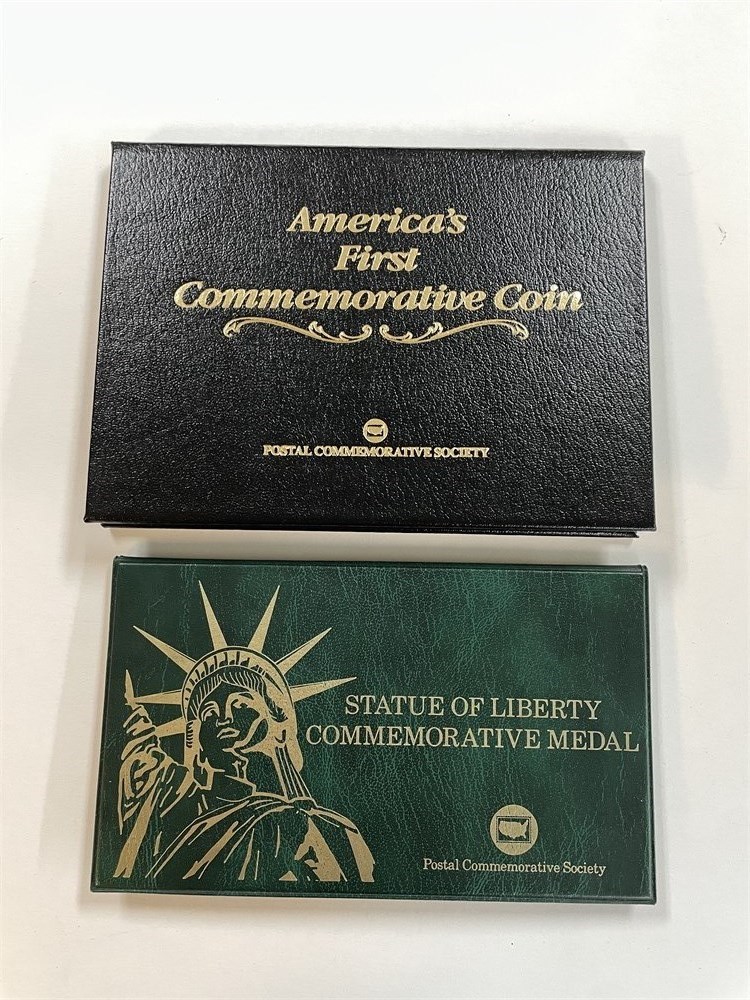 America's
First
Commemorative Coin
POSTAL COMMEMORATIVE SOCIETY
STATUE OF LIBERTY
COMMEMORATIVE MEDAL
Postal Commemorative Society